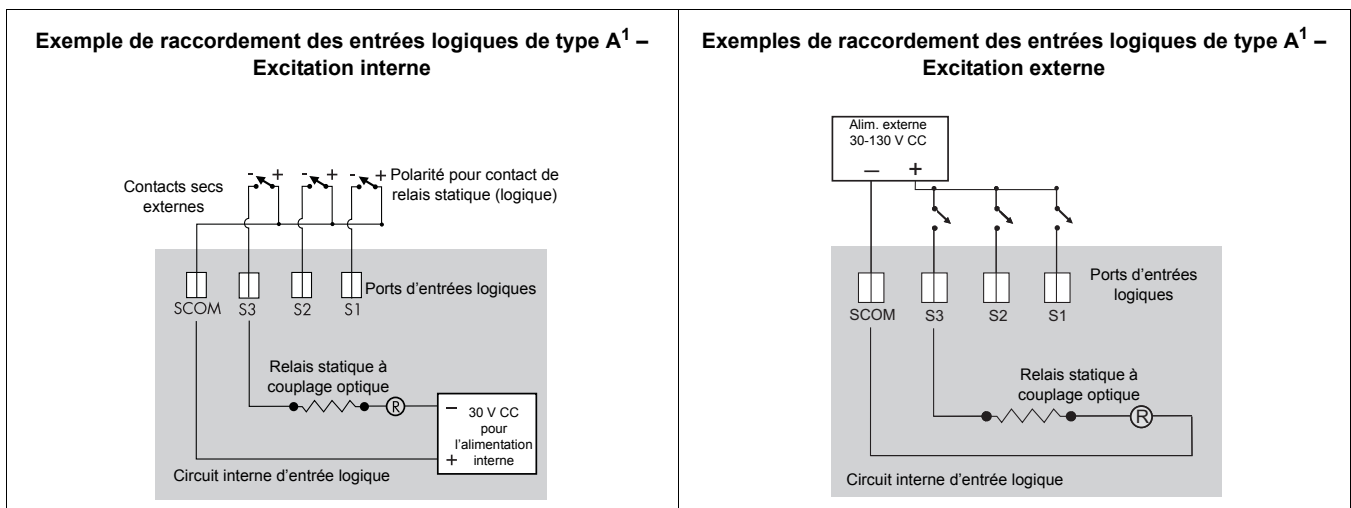 Exemple de raccordement des entrées logiques de type A¹ –
Excitation interne
Contacts secs
externes
- + - + - +
Polarité pour contact de
relais statique (logique)
Ports d'entrées logiques
SCOM S3 S2 S1
Relais statique à
couplage optique
R
–
30 V CC
pour
l'alimentation
+ interne
Circuit interne d'entrée logique
Exemples de raccordement des entrées logiques de type A¹ –
Excitation externe
Alim. externe
30-130 V CC
– +
Ports d'entrées
logiques
SCOM S3 S2 S1
Relais statique à
couplage optique
R
Circuit interne d'entrée logique